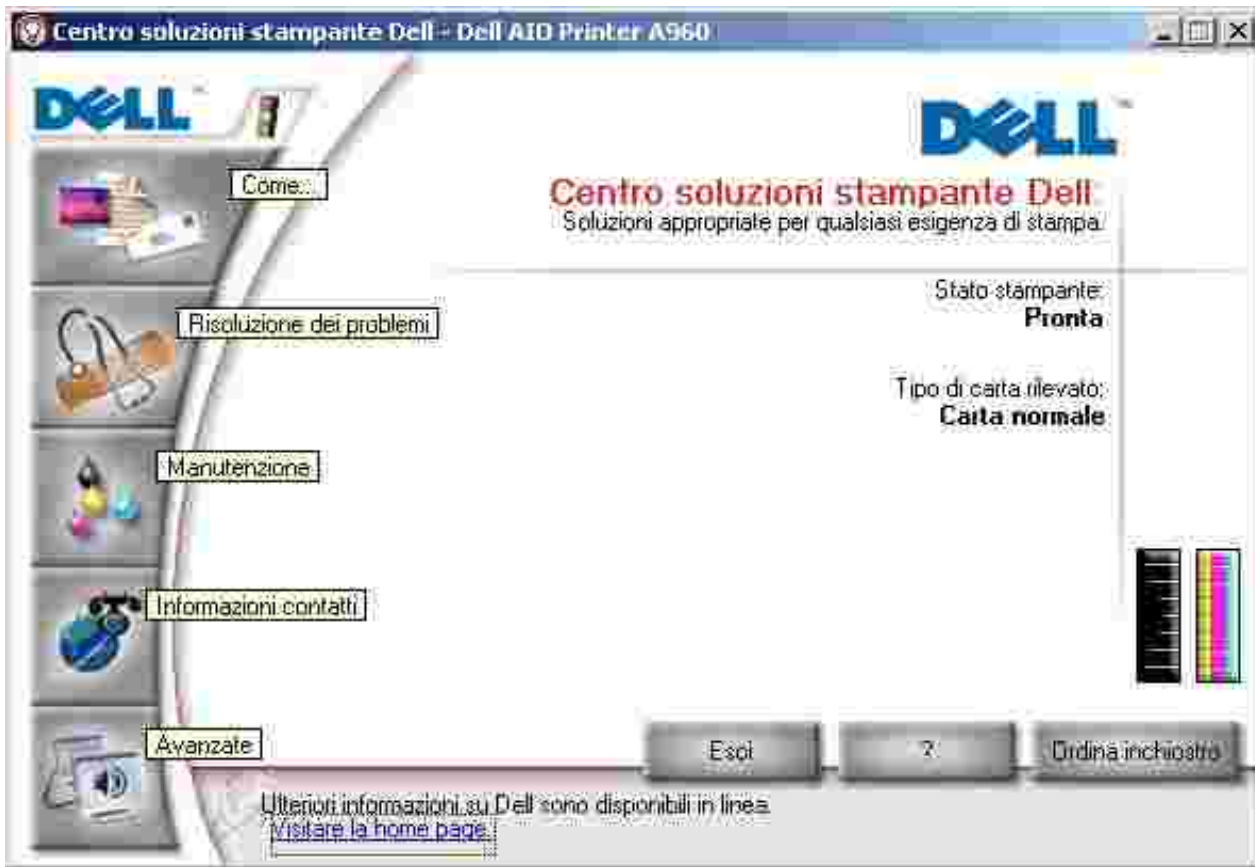 Centro soluzioni stampante Dell - Dell AIO Printer A960
DELL
DELL
Come...
Centro soluzioni stampante Dell:
Soluzioni appropriate per qualsiasi esigenza di stampa.
Stato stampante:
Pronta
Risoluzione dei problemi
Tipo di carta rilevato:
Carta normale
Manutenzione
Informazioni contatti
Avanzate
Esci
?
Ordina inchiostro
Ulteriori informazioni su Dell sono disponibili in linea.
Visitare la home page.